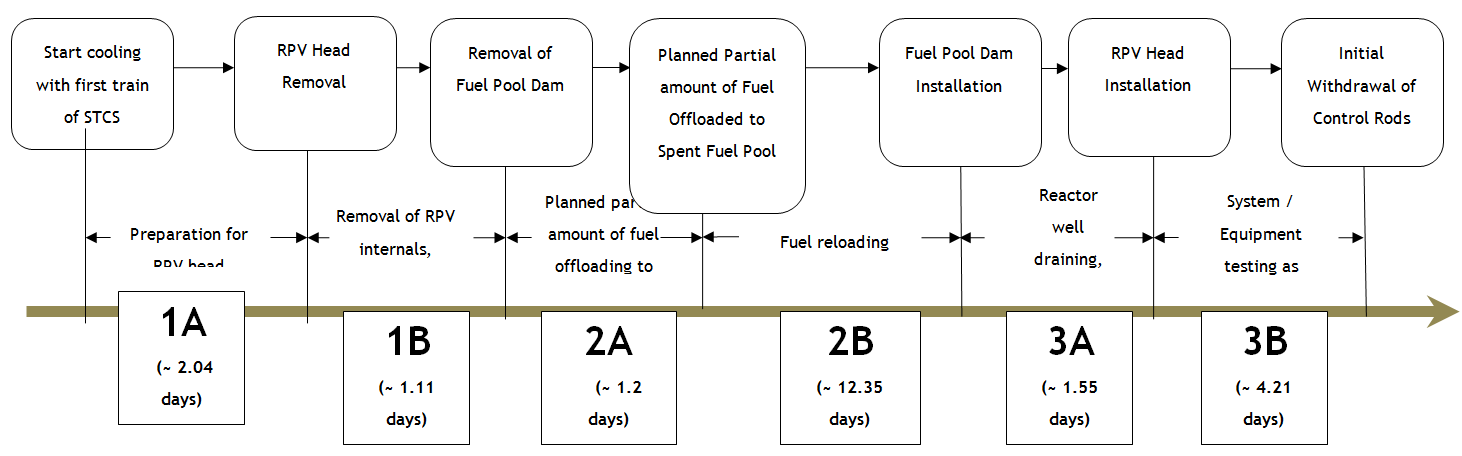 Start cooling
with first train
of STCS
RPV Head
Removal
Removal of
Fuel Pool Dam
Planned Partial
amount of Fuel
Offloaded to
Spent Fuel Pool
Fuel Pool Dam
Installation
RPV Head
Installation
Initial
Withdrawal of
Control Rods
Preparation for
RPV head
Removal of RPV
internals,
Planned par
amount of fuel
offloading to
Fuel reloading
Reactor
well
draining,
System /
Equipment
testing as
1A
(~ 2.04
days)
1B
(~ 1.11
days)
2A
(~ 1.2
days)
2B
(~ 12.35
days)
3A
(~ 1.55
days)
3B
(~ 4.21
days)